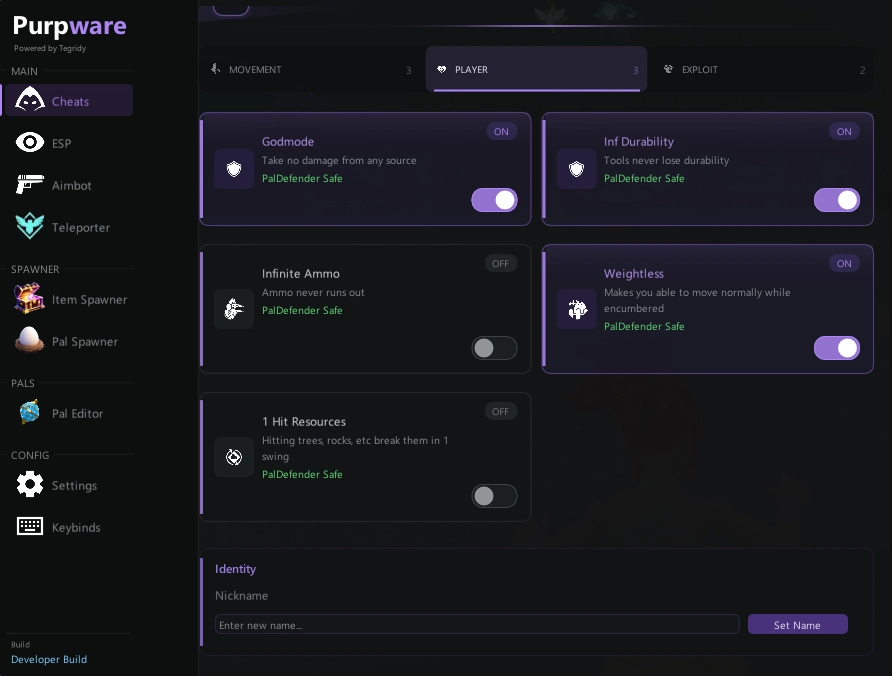 Purpware
Powered by Tegridy
MAIN
Cheats
ESP
Aimbot
Teleporter
SPAWNER
Item Spawner
Pal Spawner
PALS
Pal Editor
CONFIG
Settings
Keybinds
Build
Developer Build
MOVEMENT 3
PLAYER 3
EXPLOIT 2
ON
Godmode
Take no damage from any source
PalDefender Safe
ON
Inf Durability
Tools never lose durability
PalDefender Safe
OFF
Infinite Ammo
Ammo never runs out
PalDefender Safe
ON
Weightless
Makes you able to move normally while
encumbered
PalDefender Safe
OFF
1 Hit Resources
Hitting trees, rocks, etc break them in 1
swing
PalDefender Safe
Identity
Nickname
Enter new name...
Set Name